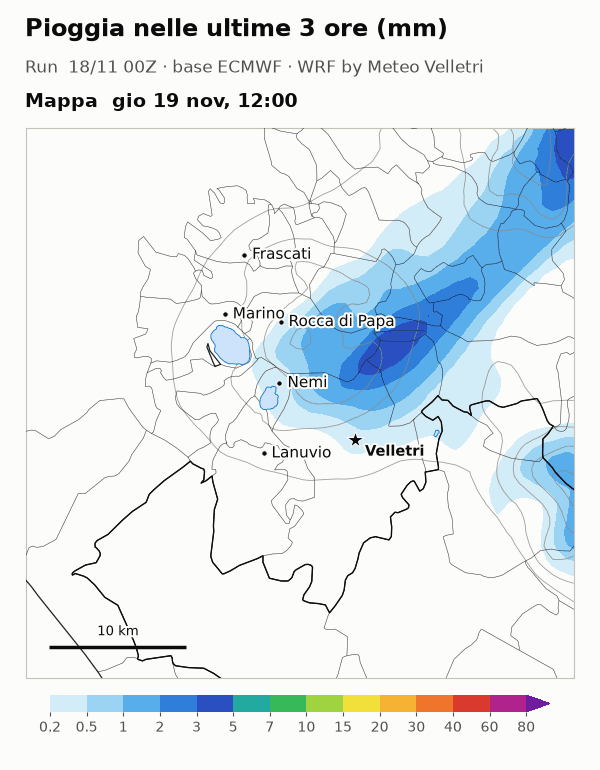 Pioggia nelle ultime 3 ore (mm)
Run  18/11 00Z · base ECMWF · WRF by Meteo Velletri
Mappa  gio 19 nov, 12:00
Frascati
Marino
Rocca di Papa
Nemi
Velletri
Lanuvio
10 km
0.2 0.5 1 2 3 5 7 10 15 20 30 40 60 80